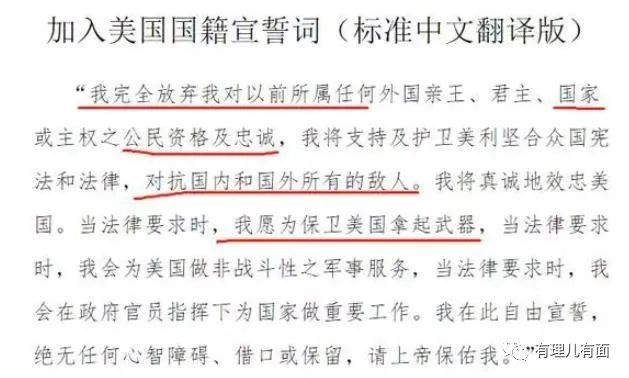 加入美国国籍宣誓词（标准中文翻译版）
“我完全放弃我对以前所属任何外国亲王、君主、国家
或主权之公民资格及忠诚，我将支持及护卫美利坚合众国宪
法和法律，对抗国内和国外所有的敌人。我将真诚地效忠美
国。当法律要求时，我愿为保卫美国拿起武器，当法律要求
时，我会为美国做非战斗性之军事服务，当法律要求时，我
会在政府官员指挥下为国家做重要工作。我在此自由宣誓，
绝无任何心智障碍、借口或保留，请上帝保佑我。”
有理儿有面